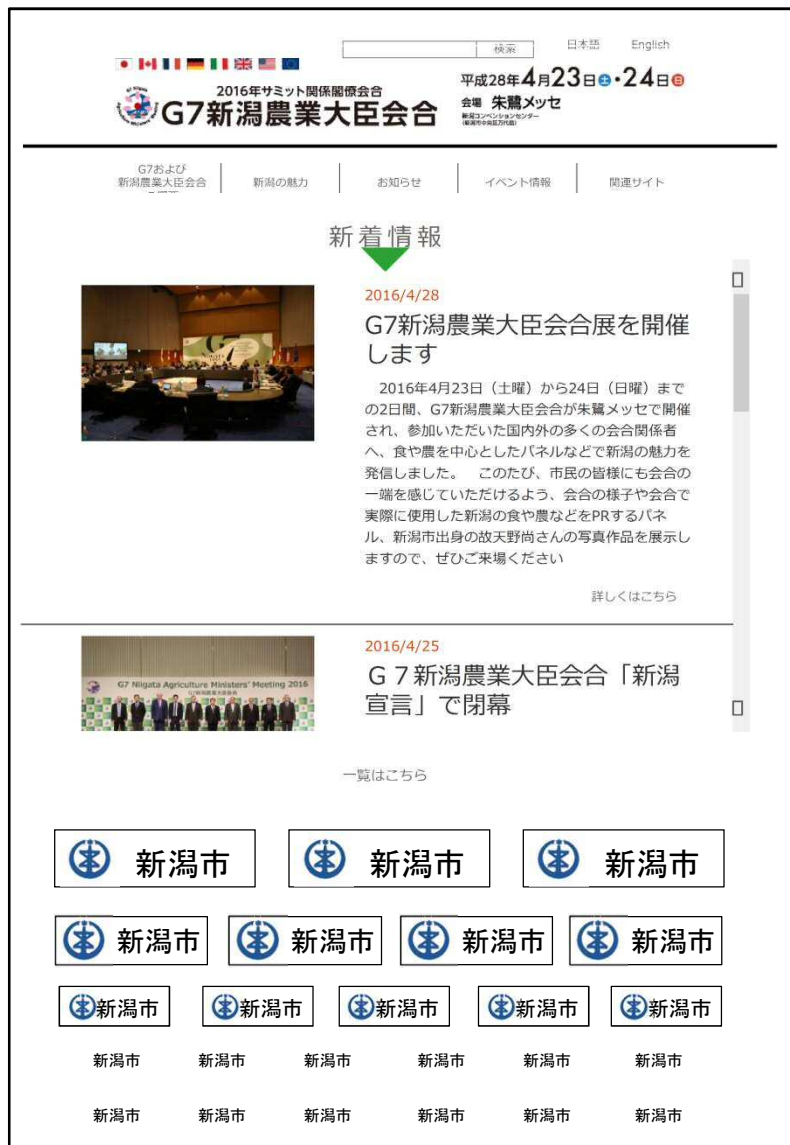 検索
日本語 English
2016年サミット関係閣僚会合
G7新潟農業大臣会合
平成28年4月23日土・24日日
会場 朱鷺メッセ
新潟コンベンションセンター
(新潟市中央区万代島)
G7および
新潟農業大臣会合
新潟の魅力
お知らせ
イベント情報
関連サイト
新着情報
2016/4/28
G7新潟農業大臣会合展を開催
します
2016年4月23日(土曜)から24日(日曜)まで
の2日間、G7新潟農業大臣会合が朱鷺メッセで開催
され、参加いただいた国内外の多くの会合関係者
へ、食や農を中心としたパネルなどで新潟の魅力を
発信しました。 このたび、市民の皆様にも会合の
一端を感じていただけるよう、会合の様子や会合で
実際に使用した新潟の食や農などをPRするパネ
ル、新潟市出身の故天野尚さんの写真作品を展示し
ますので、ぜひご来場ください
詳しくはこちら
2016/4/25
G7新潟農業大臣会合「新潟
宣言」で閉幕
G7 Niigata Agriculture Ministers' Meeting 2016
G7新潟農業大臣会合
一覧はこちら
新潟市 新潟市 新潟市
新潟市 新潟市 新潟市 新潟市
新潟市 新潟市 新潟市 新潟市 新潟市
新潟市 新潟市 新潟市 新潟市 新潟市 新潟市
新潟市 新潟市 新潟市 新潟市 新潟市 新潟市